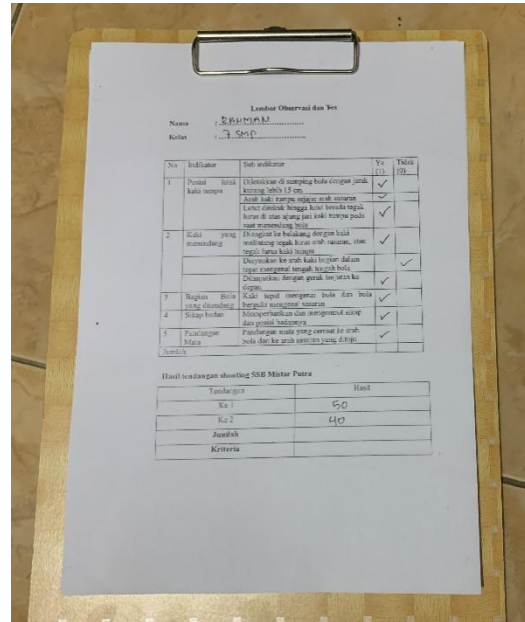 Lembar Observasi dan Tes
Nama : RAHMAN
Kelas : 7 SMP
No Indikator Sub indikator Ya (1) Tidak (0)
1 Posisi letak kaki tumpu
Diletakkan di samping bola dengan jarak
kurang lebih 15 cm ✓
Arah kaki tumpu sejajar arah sasaran ✓
Lutut ditekuk hingga lutut berada tegak
lurus di atas ujung jari kaki tumpu pada
saat menendang bola ✓
2 Kaki yang menendang
Diangkat ke belakang dengan kaki
melintang tegak lurus arah sasaran, atau
tegak lurus kaki tumpu ✓
Diayunkan ke arah kaki bagian dalam
tepat mengenai tengah-tengah bola ✓
Dilanjutkan dengan gerak lanjutan ke
depan ✓
3 Bagian Bola yang ditendang
Kaki tepat mengenai bola dan bola
bergulir mengenai sasaran ✓
4 Sikap badan
Memperhatikan dan mengontrol sikap
dan posisi badannya ✓
5 Pandangan Mata
Pandangan mata yang cermat ke arah
bola dan ke arah sasaran yang dituju ✓
Jumlah
Hasil tendangan shooting SSB Mistar Putra
Tendangan Hasil
Ke 1 50
Ke 2 40
Jumlah
Kriteria